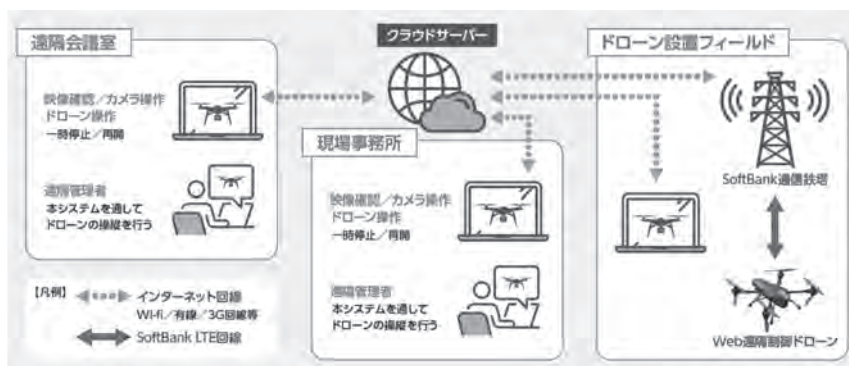 遠隔会議室
映像確認／カメラ操作
ドローン操作
一時停止／再開
遠隔管理者
本システムを通して
ドローンの操縦を行う
クラウドサーバー
現場事務所
映像確認／カメラ操作
ドローン操作
一時停止／再開
遠隔管理者
本システムを通して
ドローンの操縦を行う
ドローン設置フィールド
SoftBank通信鉄塔
Web遠隔制御ドローン
【凡例】
インターネット回線
Wi-fi／有線／3G回線等
SoftBank LTE回線